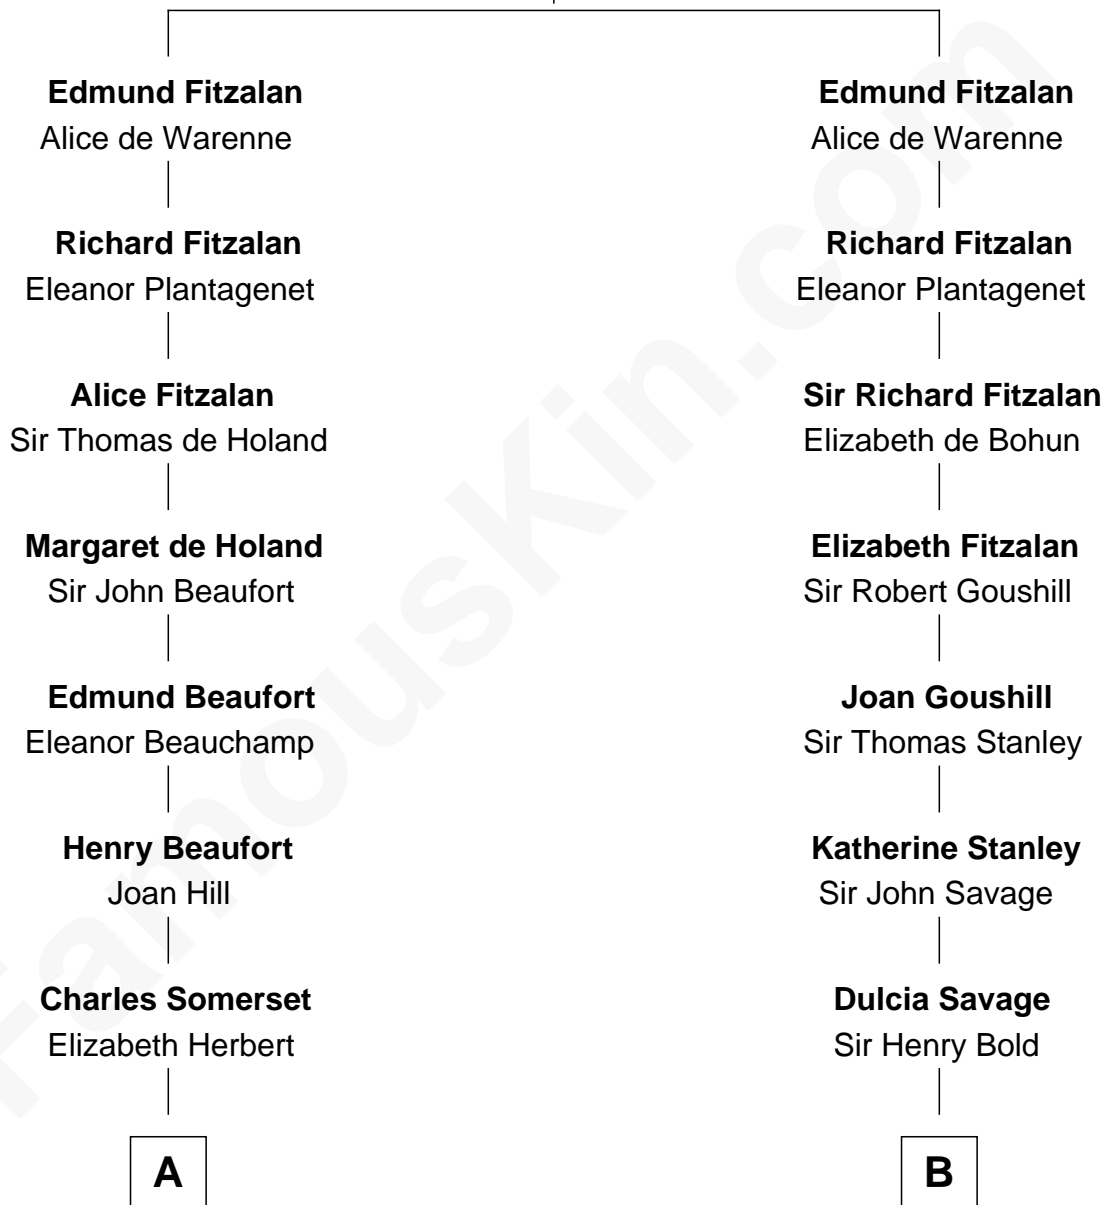 Edmund Fitzalan
Alice de Warenne
Richard Fitzalan
Eleanor Plantagenet
Alice Fitzalan
Sir Thomas de Holand
Margaret de Holand
Sir John Beaufort
Edmund Beaufort
Eleanor Beauchamp
Henry Beaufort
Joan Hill
Charles Somerset
Elizabeth Herbert
A
Edmund Fitzalan
Alice de Warenne
Richard Fitzalan
Eleanor Plantagenet
Sir Richard Fitzalan
Elizabeth de Bohun
Elizabeth Fitzalan
Sir Robert Goushill
Joan Goushill
Sir Thomas Stanley
Katherine Stanley
Sir John Savage
Dulcia Savage
Sir Henry Bold
B
FamousKin.com